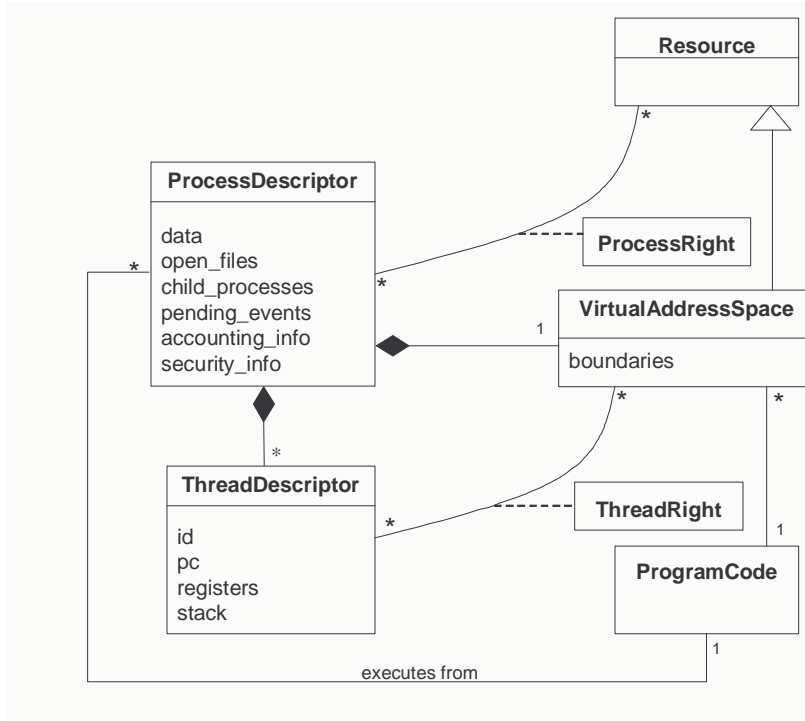 Resource
*
ProcessDescriptor
data
open_files
child_processes
pending_events
accounting_info
security_info
*
*
ProcessRight
VirtualAddressSpace
boundaries
1
*
*
*
ThreadDescriptor
id
pc
registers
stack
*
ThreadRight
1
ProgramCode
1
executes from